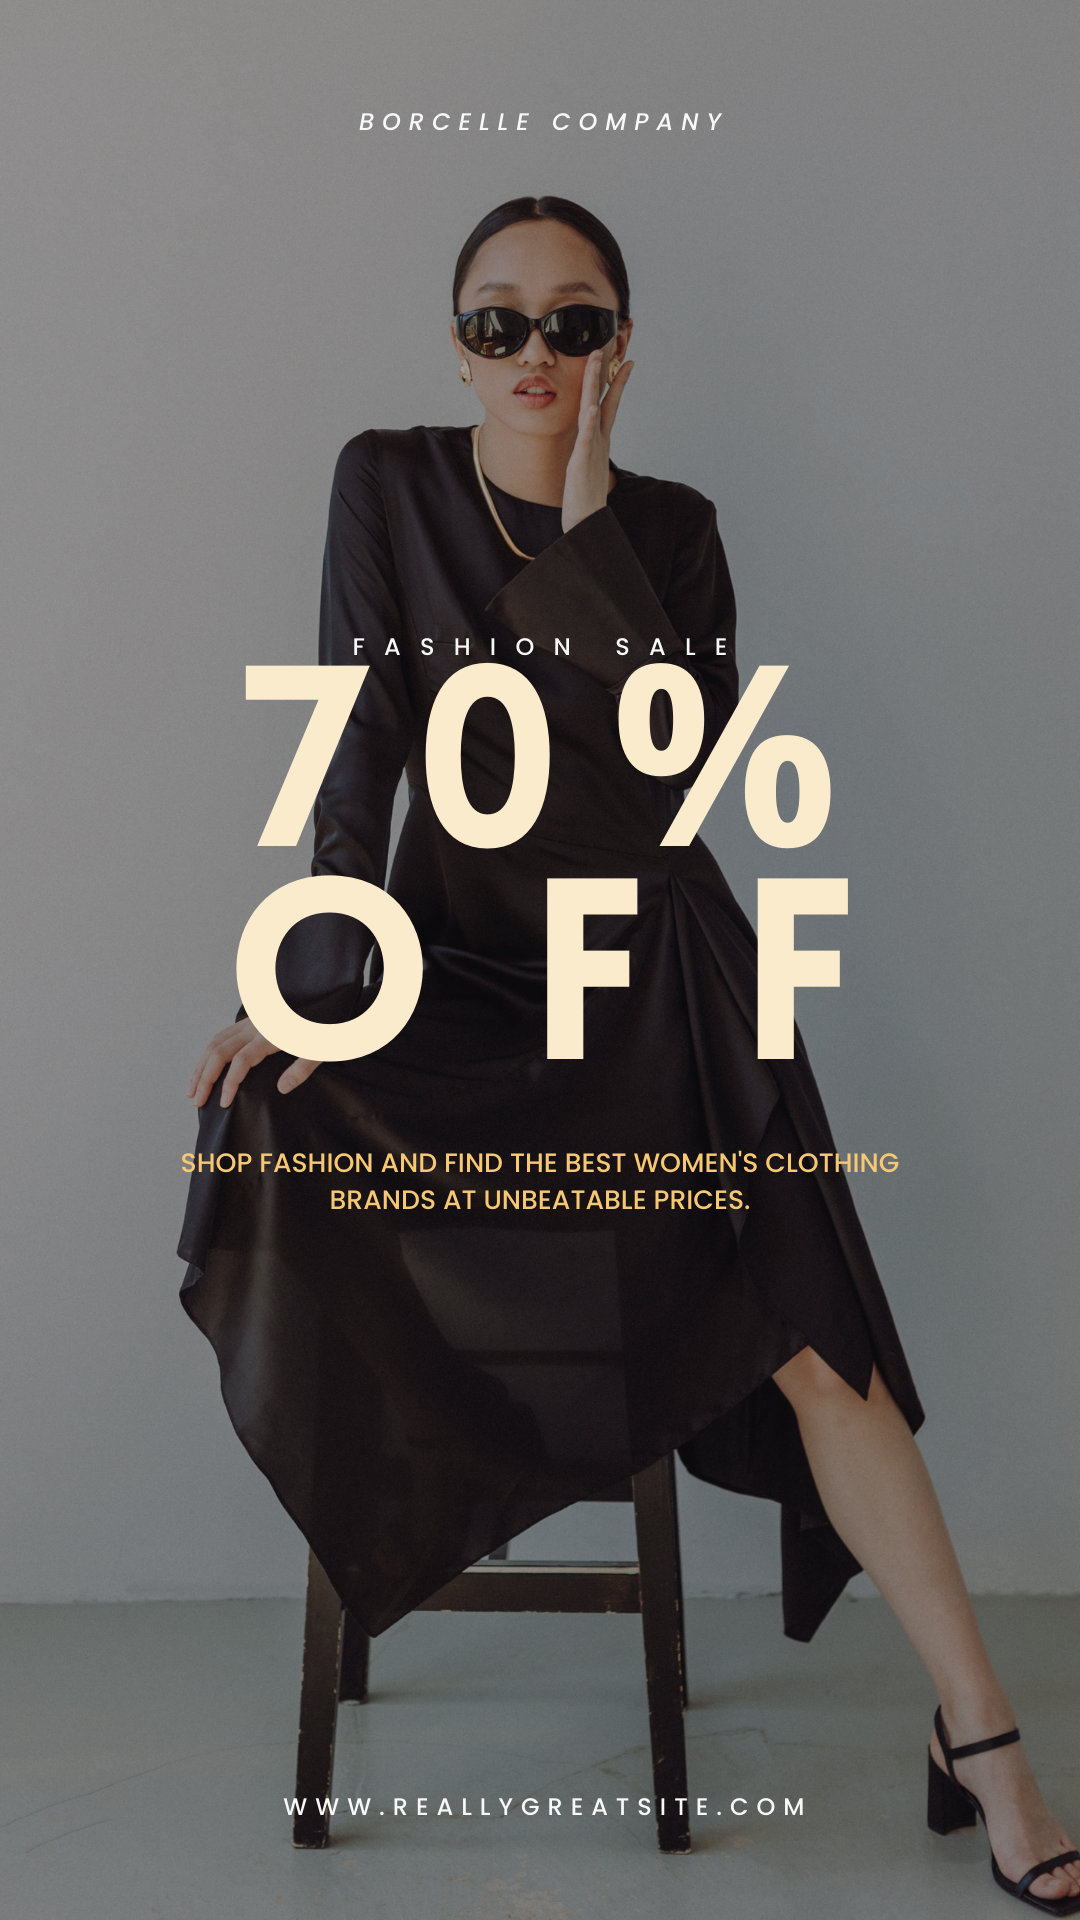 BORCELLE COMPANY
FASHION SALE
70%
OFF
SHOP FASHION AND FIND THE BEST WOMEN'S CLOTHING
BRANDS AT UNBEATABLE PRICES.
WWW.REALLYGREATSITE.COM